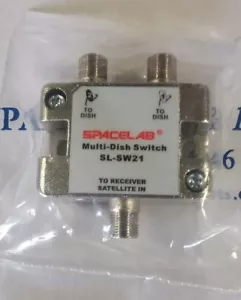 TO DISH
TO DISH
SPACELAB
Multi-Dish Switch
SL-SW21
TO RECEIVER
SATELLITE IN